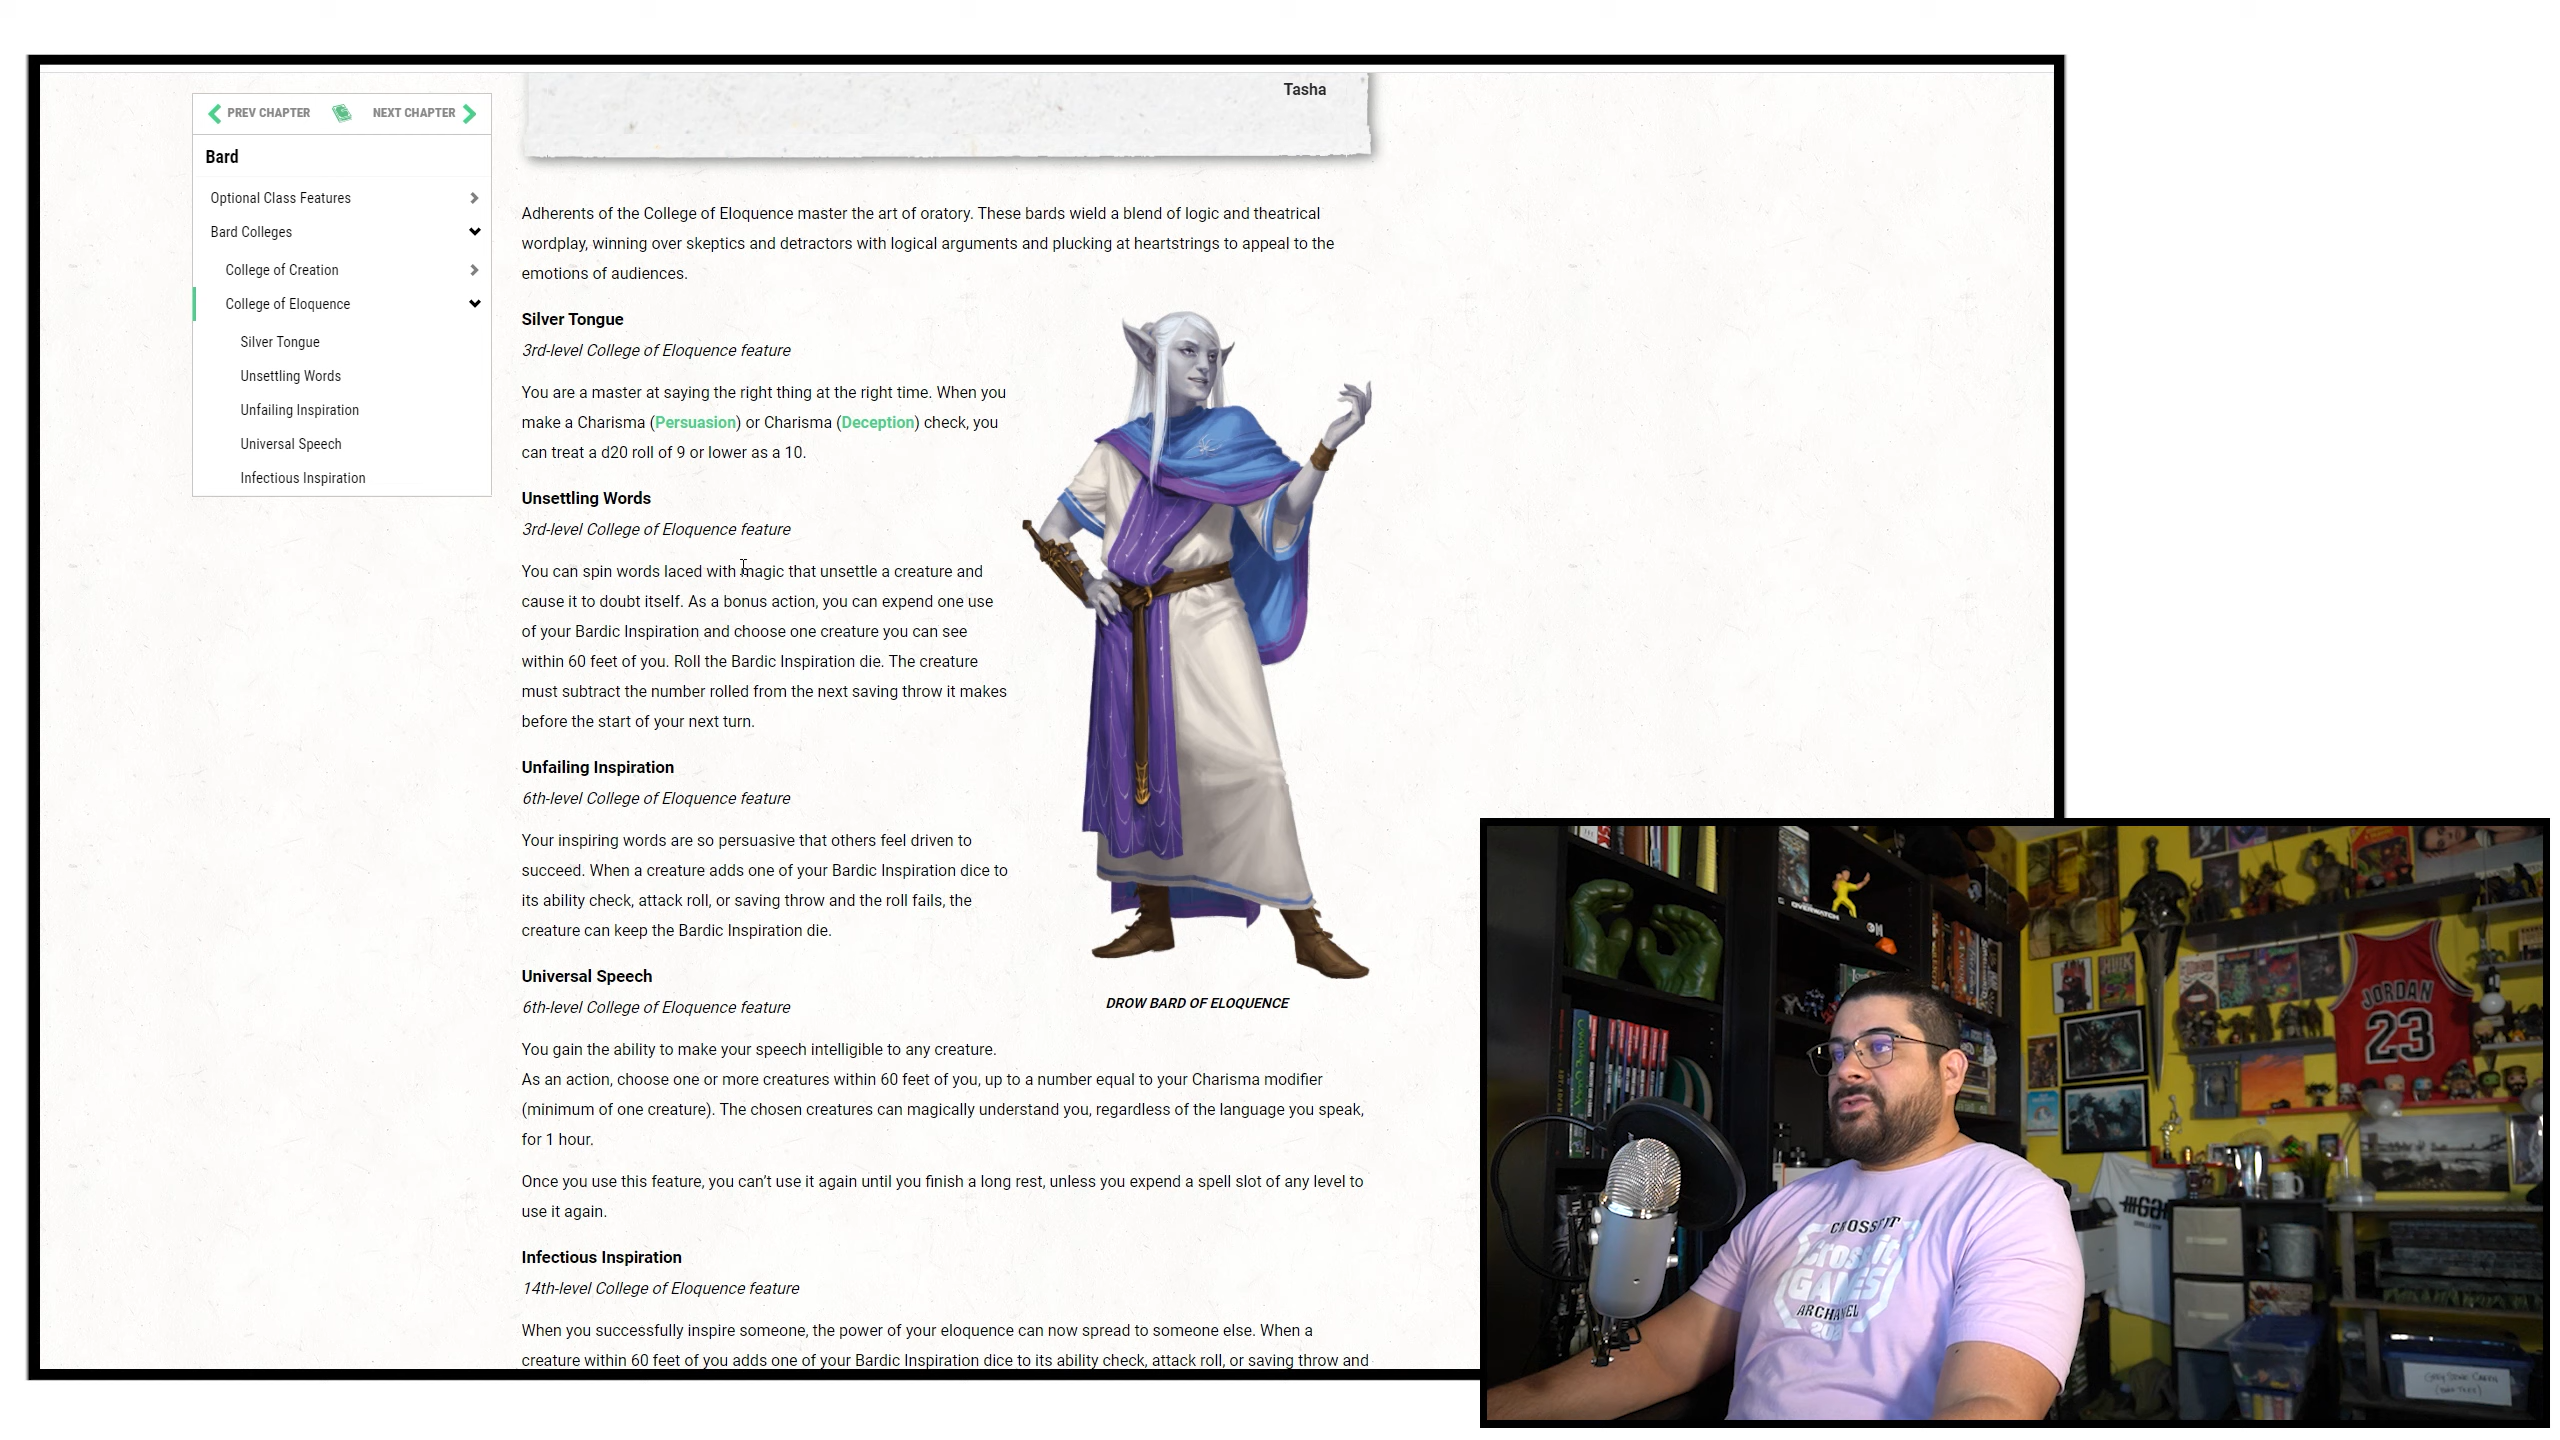 Tasha
PREV CHAPTER
NEXT CHAPTER
Bard
Optional Class Features
Bard Colleges
College of Creation
College of Eloquence
Silver Tongue
Unsettling Words
Unfailing Inspiration
Universal Speech
Infectious Inspiration
Adherents of the College of Eloquence master the art of oratory. These bards wield a blend of logic and theatrical
wordplay, winning over skeptics and detractors with logical arguments and plucking at heartstrings to appeal to the
emotions of audiences.
Silver Tongue
3rd-level College of Eloquence feature
You are a master at saying the right thing at the right time. When you
make a Charisma (Persuasion) or Charisma (Deception) check, you
can treat a d20 roll of 9 or lower as a 10.
Unsettling Words
3rd-level College of Eloquence feature
You can spin words laced with magic that unsettle a creature and
cause it to doubt itself. As a bonus action, you can expend one use
of your Bardic Inspiration and choose one creature you can see
within 60 feet of you. Roll the Bardic Inspiration die. The creature
must subtract the number rolled from the next saving throw it makes
before the start of your next turn.
Unfailing Inspiration
6th-level College of Eloquence feature
Your inspiring words are so persuasive that others feel driven to
succeed. When a creature adds one of your Bardic Inspiration dice to
its ability check, attack roll, or saving throw and the roll fails, the
creature can keep the Bardic Inspiration die.
Universal Speech
6th-level College of Eloquence feature
DROW BARD OF ELOQUENCE
You gain the ability to make your speech intelligible to any creature.
As an action, choose one or more creatures within 60 feet of you, up to a number equal to your Charisma modifier
(minimum of one creature). The chosen creatures can magically understand you, regardless of the language you speak,
for 1 hour.
Once you use this feature, you can’t use it again until you finish a long rest, unless you expend a spell slot of any level to
use it again.
Infectious Inspiration
14th-level College of Eloquence feature
When you successfully inspire someone, the power of your eloquence can now spread to someone else. When a
creature within 60 feet of you adds one of your Bardic Inspiration dice to its ability check, attack roll, or saving throw and
OVERWATCH
JORDAN
23
CROSSFIT
CrossFit
GAMES
ARCHANGEL